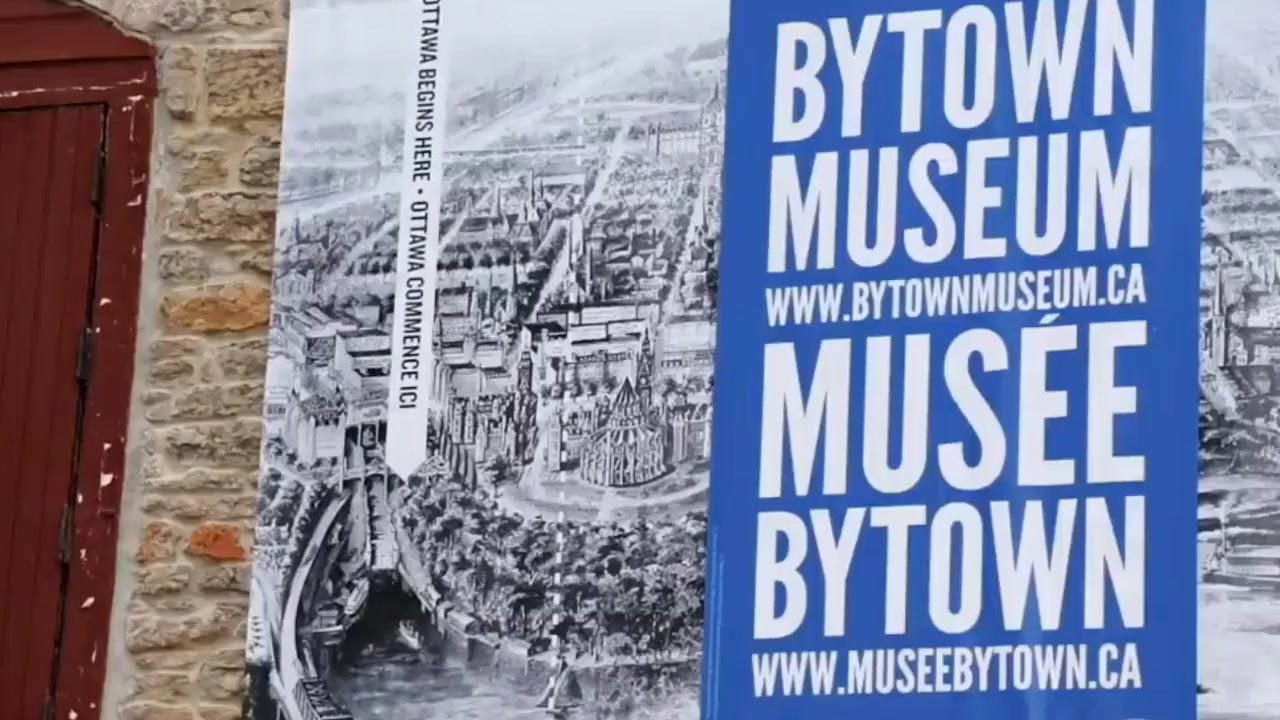 OTTAWA BEGINS HERE • OTTAWA COMMENCE ICI
BYTOWN
MUSEUM
WWW.BYTOWNMUSEUM.CA
MUSÉE
BYTOWN
WWW.MUSEEBYTOWN.CA